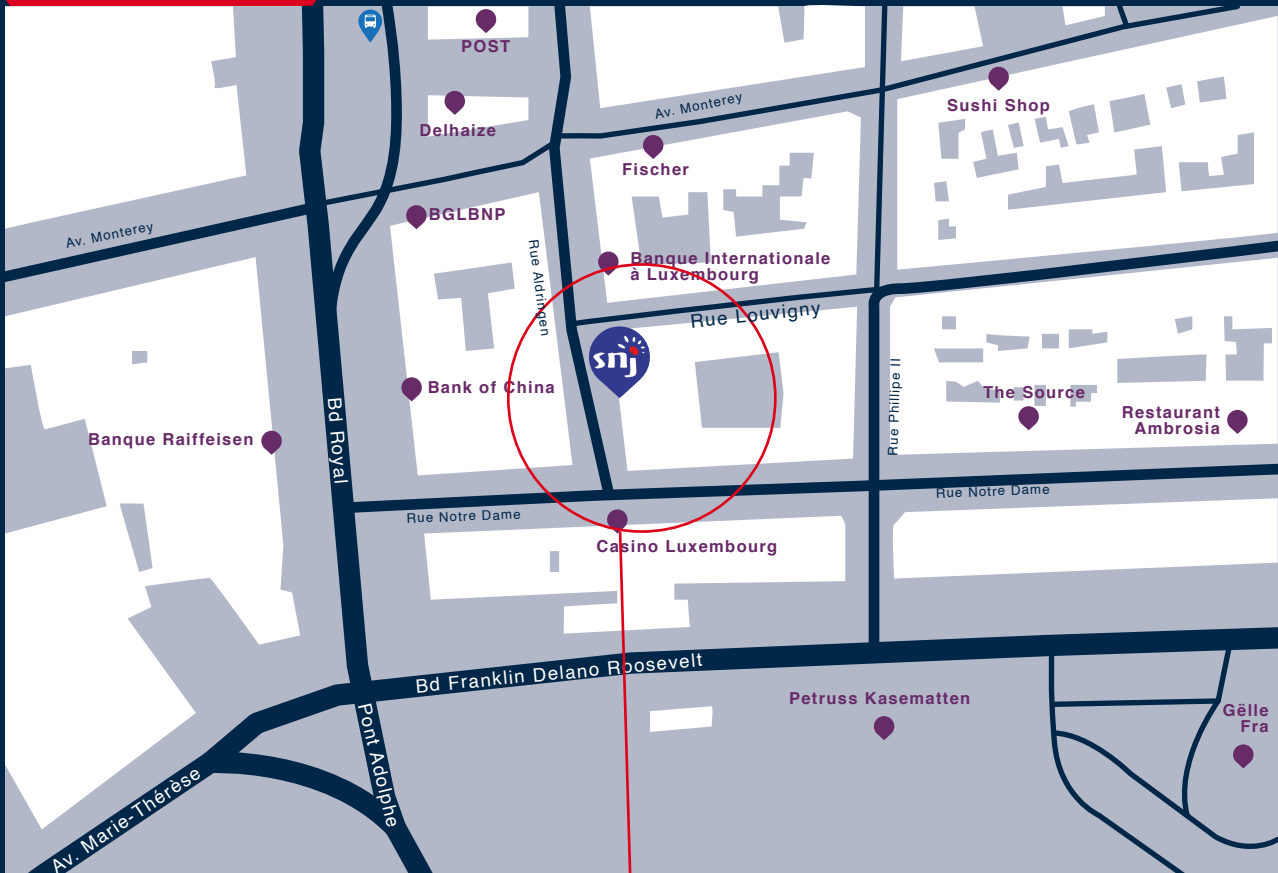 POST
Delhaize
Av. Monterey
Sushi Shop
Fischer
BGLBNP
Av. Monterey
Rue Aldringen
Banque Internationale
à Luxembourg
Rue Louvigny
snj
Bank of China
Rue Phillipe II
The Source
Restaurant
Ambrosia
Bd Royal
Banque Raiffeisen
Rue Notre Dame
Rue Notre Dame
Casino Luxembourg
Bd Franklin Delano Roosevelt
Petruss Kasematten
Gëlle
Fra
Pont Adolphe
Av. Marie-Thérèse